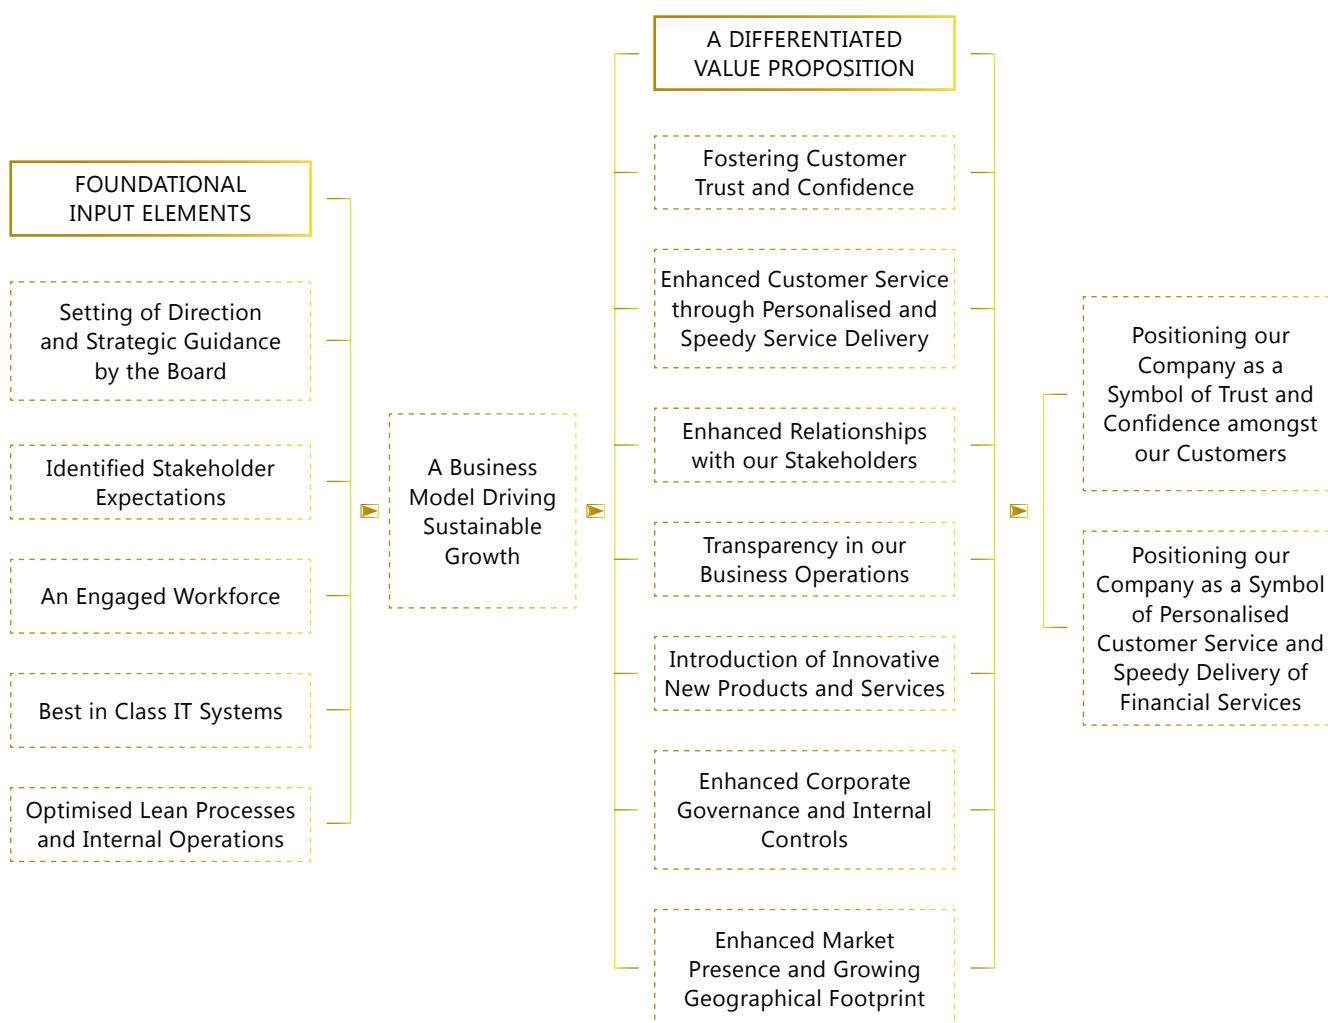 FOUNDATIONAL
INPUT ELEMENTS
Setting of Direction
and Strategic Guidance
by the Board
Identified Stakeholder
Expectations
An Engaged Workforce
Best in Class IT Systems
Optimised Lean Processes
and Internal Operations
A Business
Model Driving
Sustainable
Growth
A DIFFERENTIATED
VALUE PROPOSITION
Fostering Customer
Trust and Confidence
Enhanced Customer Service
through Personalised and
Speedy Service Delivery
Enhanced Relationships
with our Stakeholders
Transparency in our
Business Operations
Introduction of Innovative
New Products and Services
Enhanced Corporate
Governance and Internal
Controls
Enhanced Market
Presence and Growing
Geographical Footprint
Positioning our
Company as a
Symbol of Trust and
Confidence amongst
our Customers
Positioning our
Company as a Symbol
of Personalised
Customer Service and
Speedy Delivery of
Financial Services